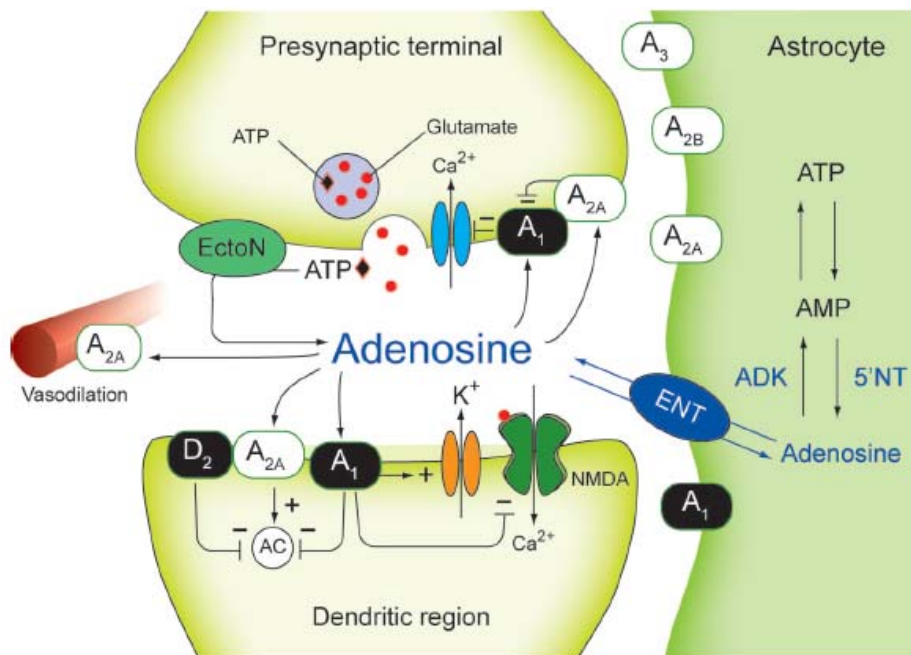 Presynaptic terminal
Astrocyte
A3
ATP
Glutamate
Ca2+
A2B
ATP
A2A
A1
EctoN
ATP
A2A
AMP
Adenosine
A2A
Vasodilation
ADK
5'NT
ENT
K+
D2
A2A
A1
+
NMDA
Adenosine
+
AC
Ca2+
A1
Dendritic region